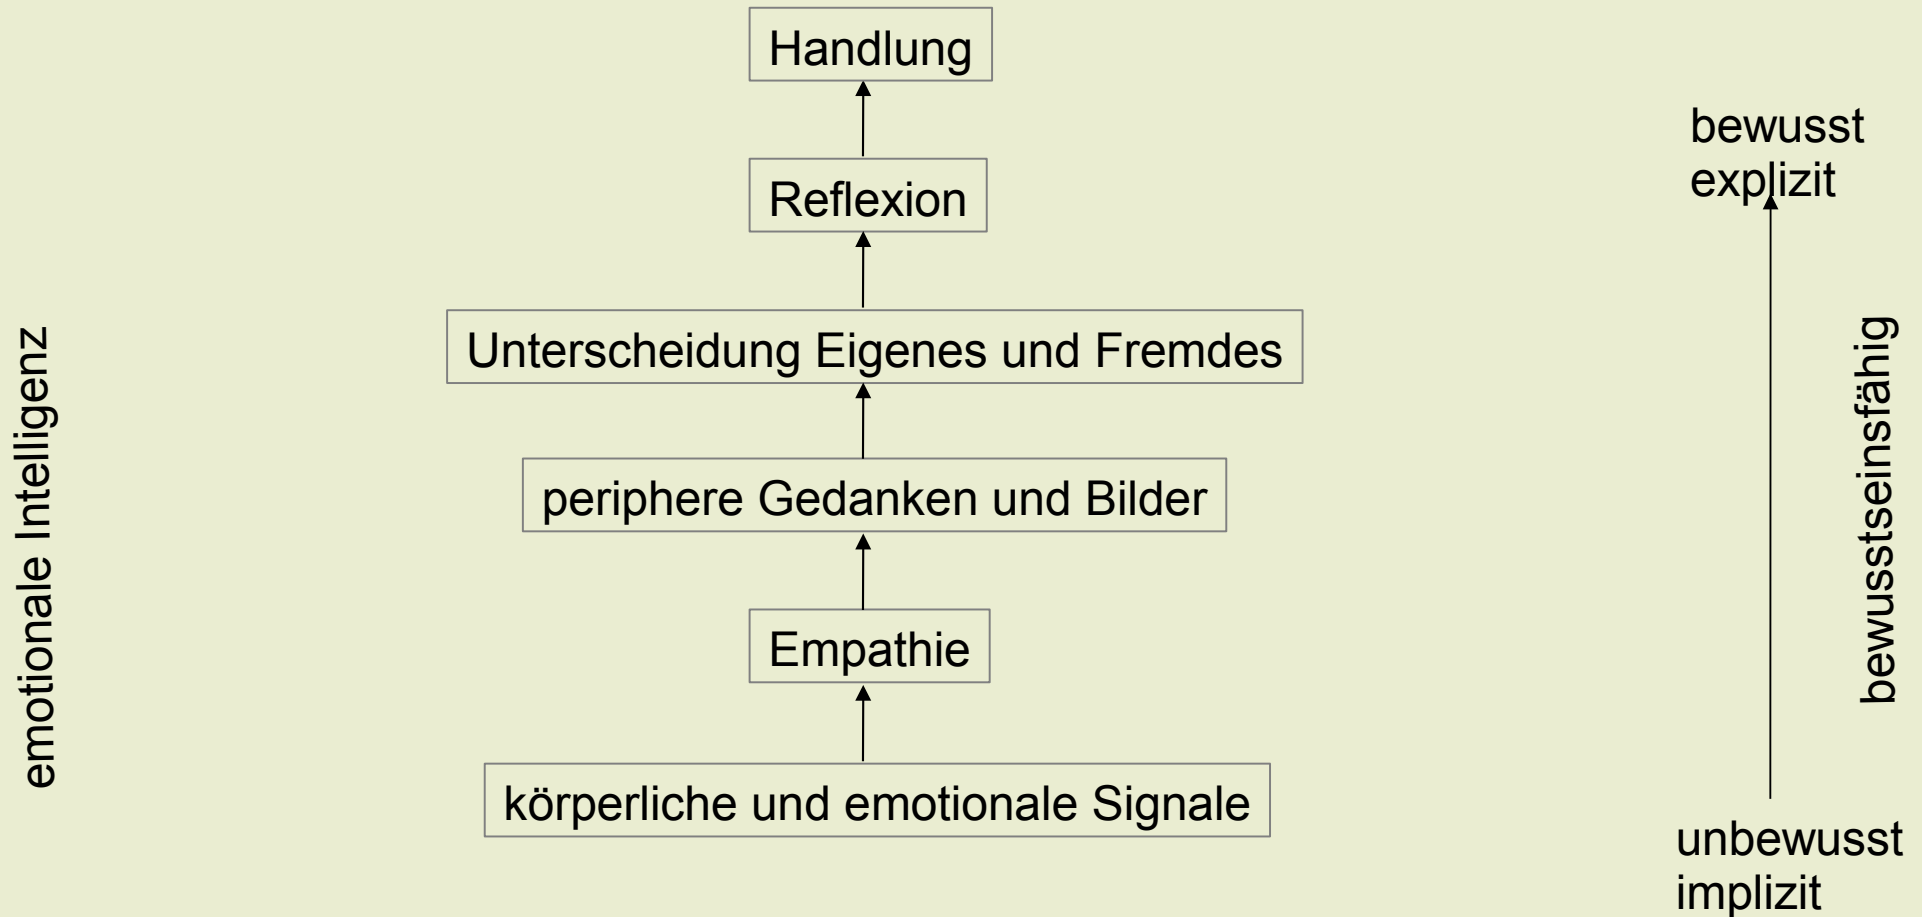 Handlung
bewusst
explizit
Reflexion
Unterscheidung Eigenes und Fremdes
emotionale Intelligenz
bewusstseinsfähig
periphere Gedanken und Bilder
Empathie
körperliche und emotionale Signale
unbewusst
implizit